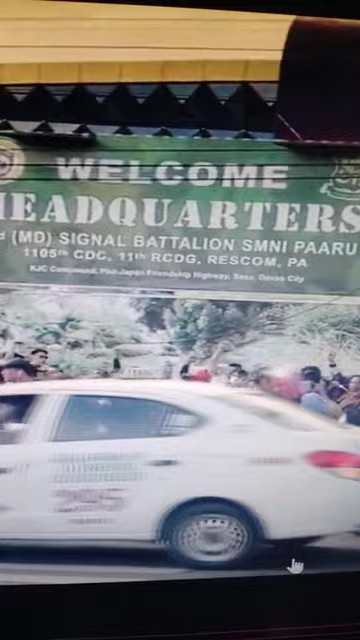 WELCOME
HEADQUARTERS
d (MD) SIGNAL BATTALION SMNI PAARU
1105th CDC, 11th RCDG, RESCOM, PA
KJC Command, Phil-Japan Friendship Highway, Sasa, Davao City